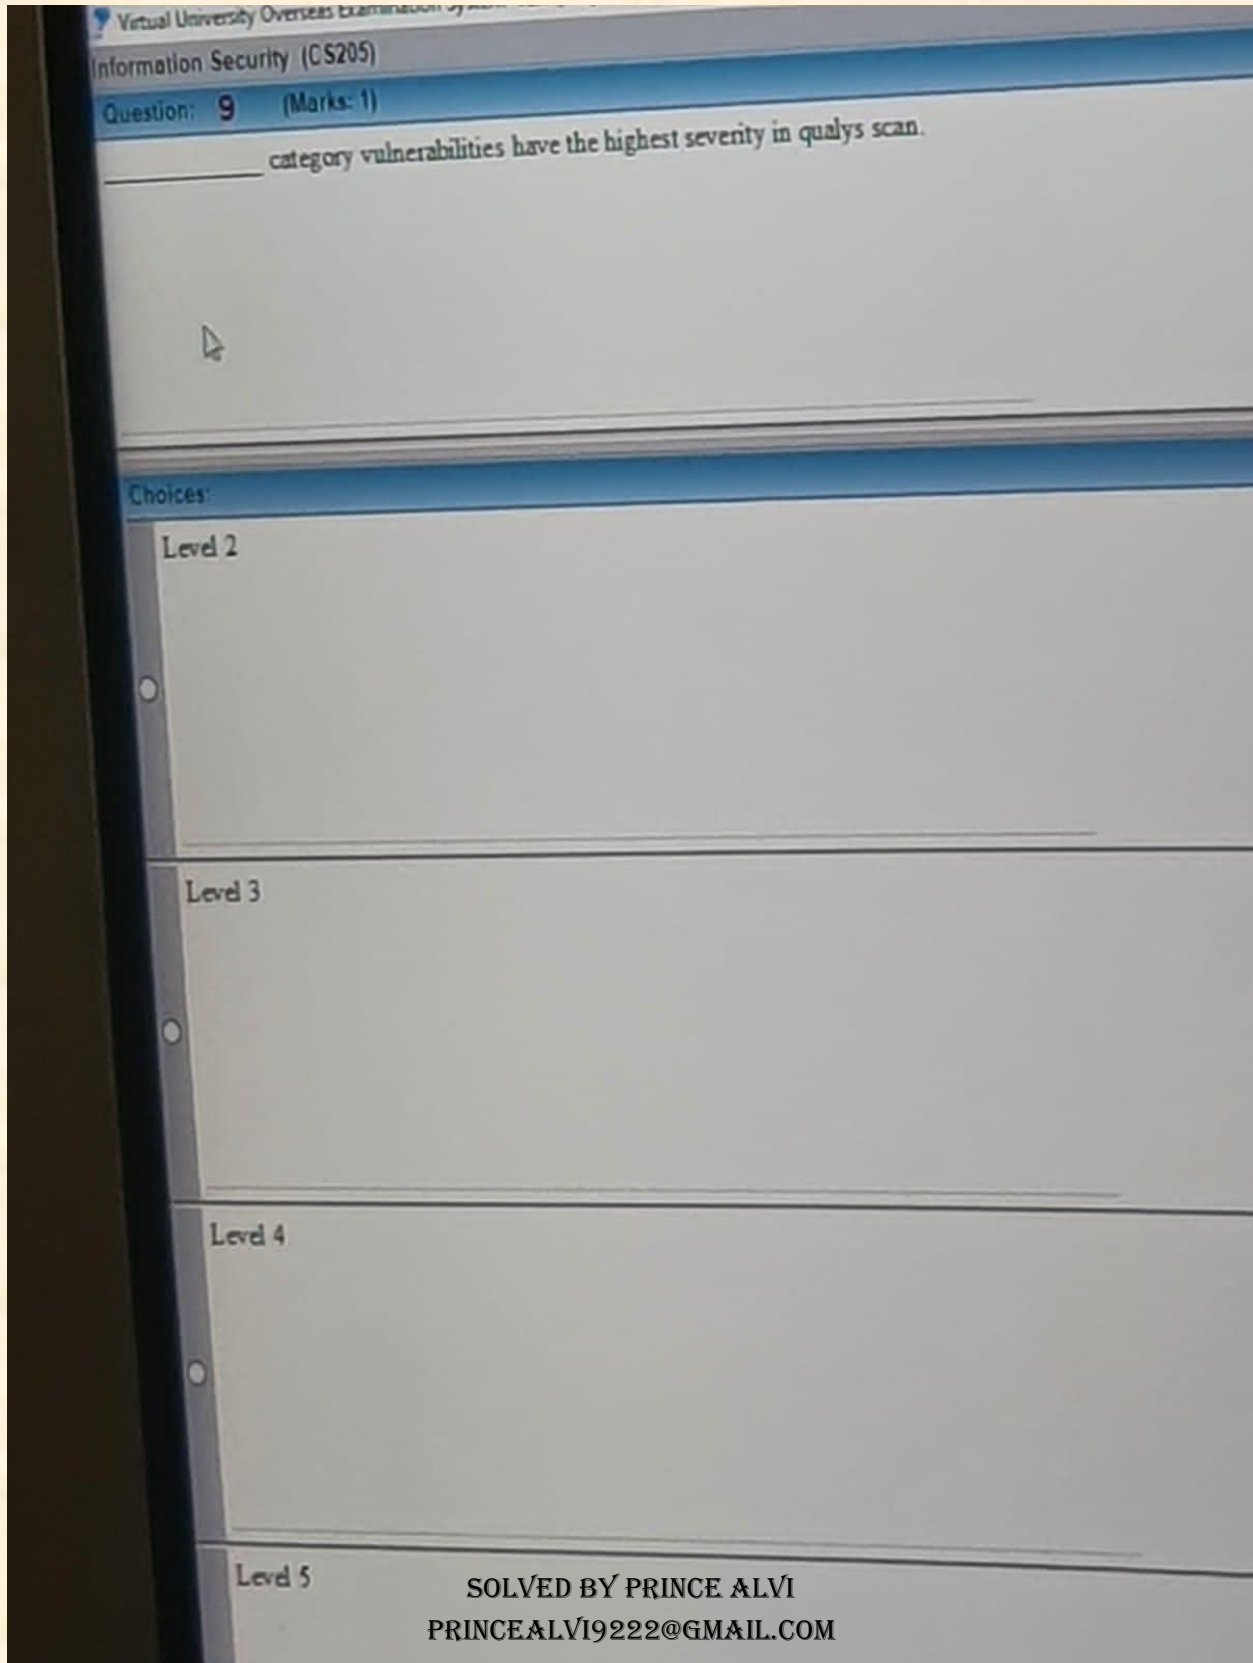 Virtual University Overseas Examination
Information Security (CS205)
Question: 9 (Marks: 1)
__________ category vulnerabilities have the highest severity in qualys scan.
Choices:
Level 2
Level 3
Level 4
Level 5
SOLVED BY PRINCE ALVI
PRINCEALVI9222@GMAIL.COM